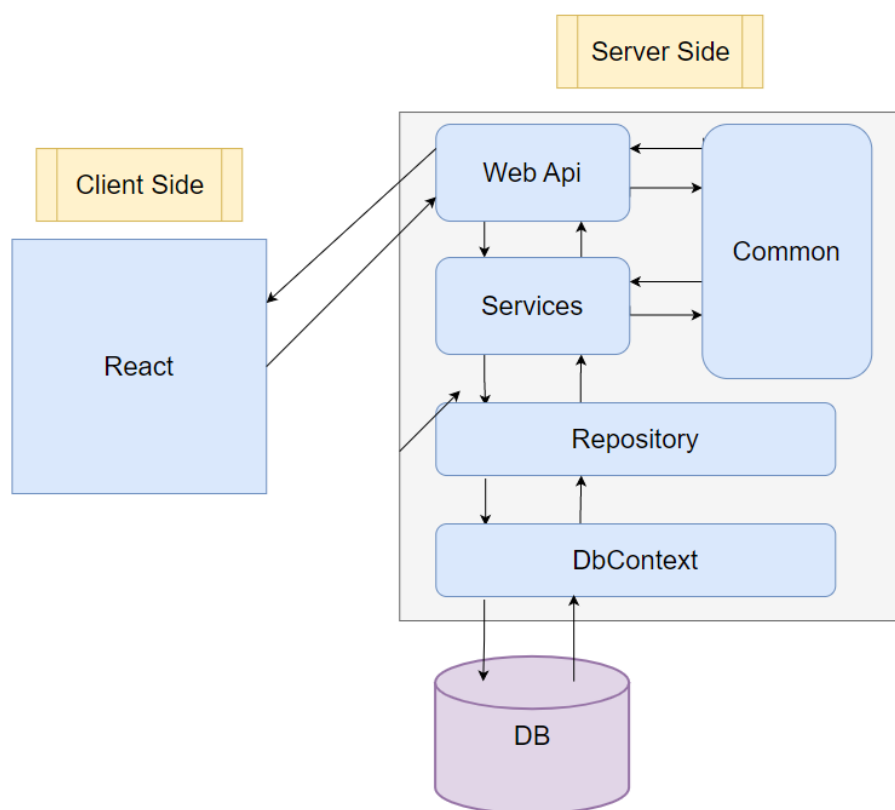 Server Side
Client Side
Web Api
Common
Services
React
Repository
DbContext
DB